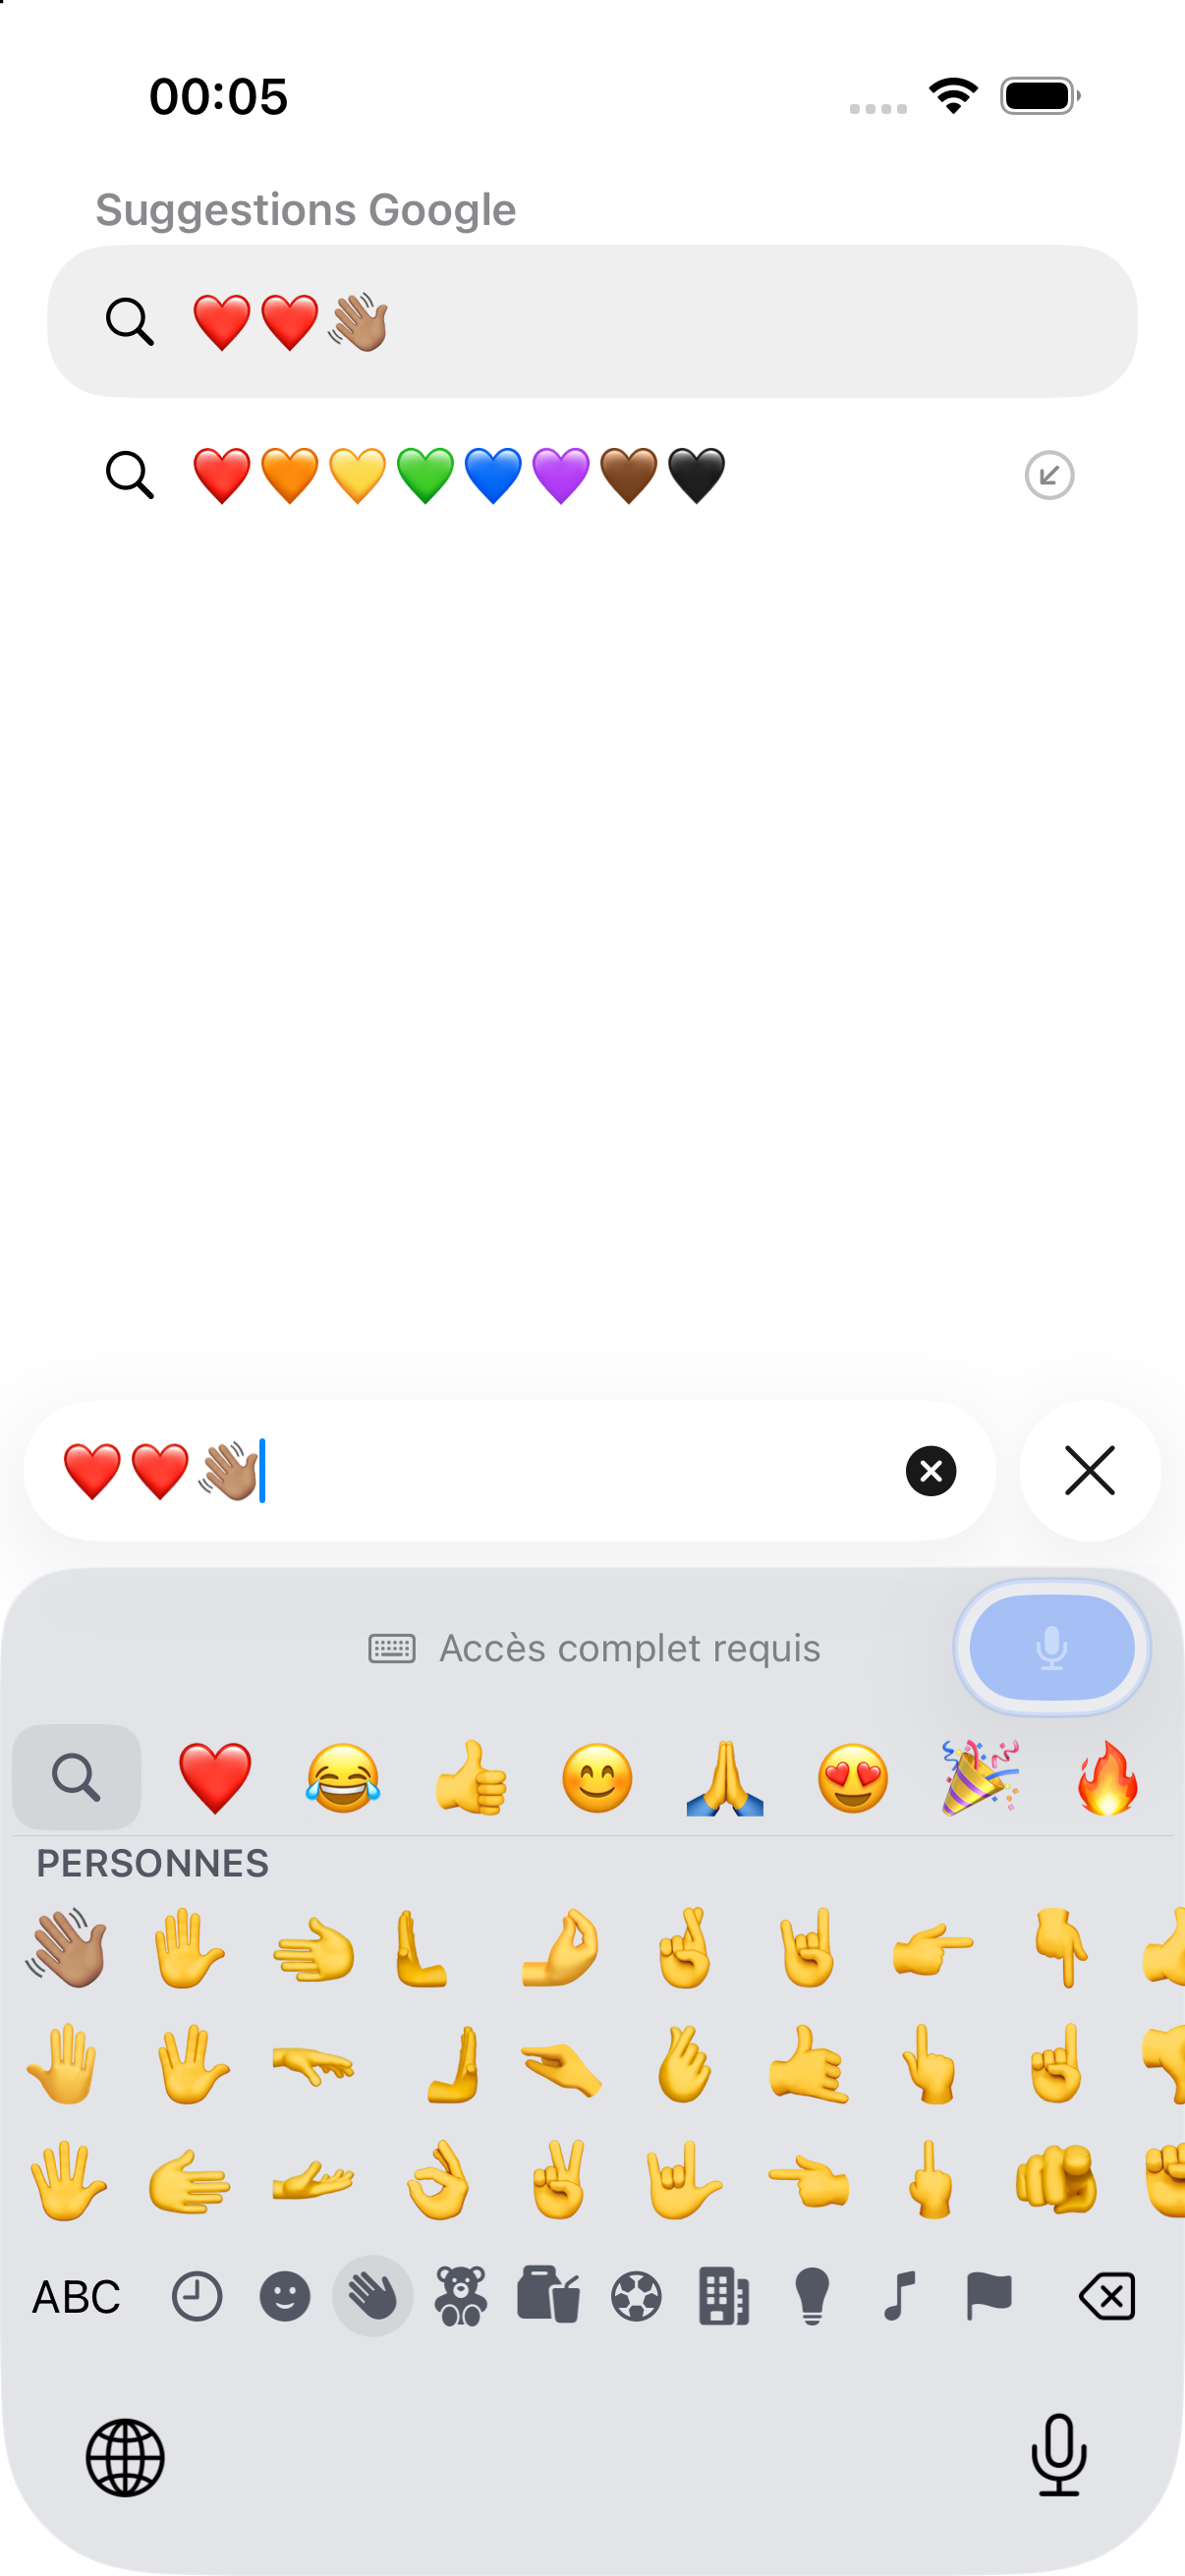 00:05
Suggestions Google
❤️❤️👋🏽
❤️🧡💛💚💙💜🤎🖤
❤️❤️👋🏽
Accès complet requis
PERSONNES
ABC